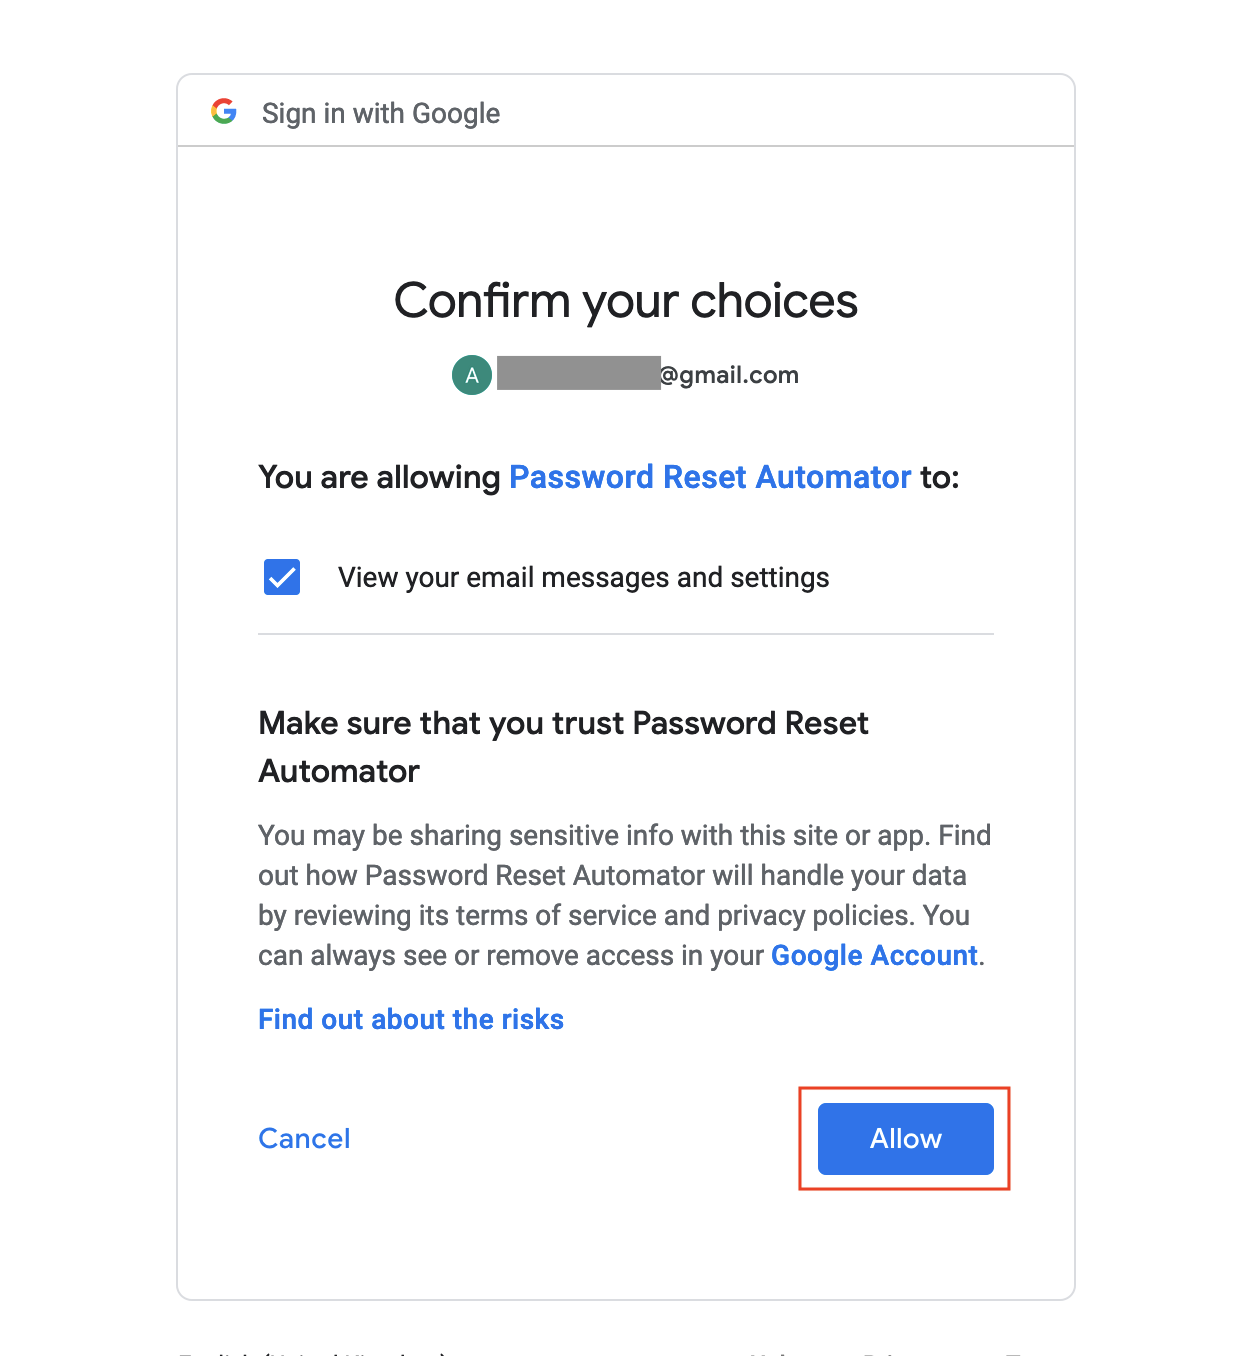 Sign in with Google
Confirm your choices
A @gmail.com
You are allowing Password Reset Automator to:
View your email messages and settings
Make sure that you trust Password Reset
Automator
You may be sharing sensitive info with this site or app. Find
out how Password Reset Automator will handle your data
by reviewing its terms of service and privacy policies. You
can always see or remove access in your Google Account.
Find out about the risks
Cancel Allow